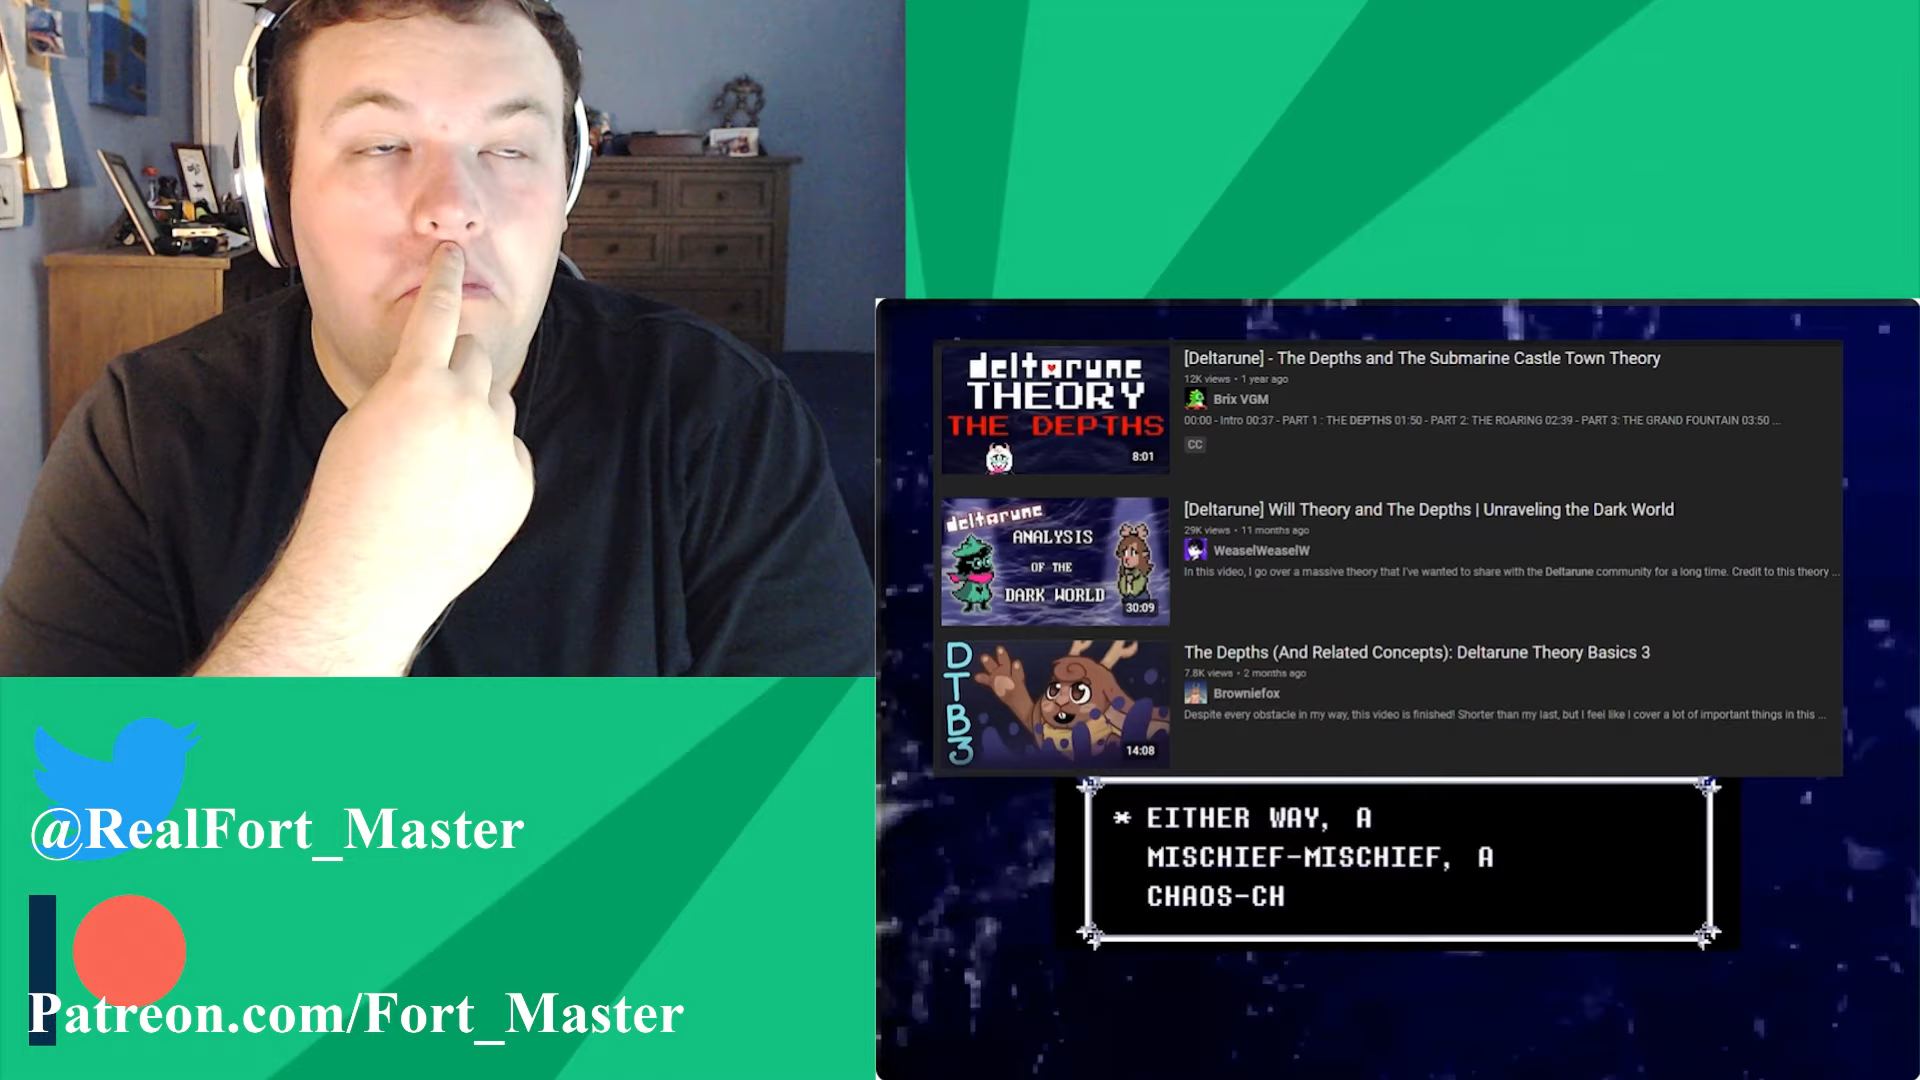 deltarune
THEORY
THE DEPTHS
8:01
[Deltarune] - The Depths and The Submarine Castle Town Theory
12K views • 1 year ago
Brix VGM
00:00 - Intro 00:37 - PART 1 : THE DEPTHS 01:50 - PART 2: THE ROARING 02:39 - PART 3: THE GRAND FOUNTAIN 03:50 ...
CC
deltarune
ANALYSIS
OF THE
DARK WORLD
30:09
[Deltarune] Will Theory and The Depths | Unraveling the Dark World
29K views • 11 months ago
WeaselWeaselW
In this video, I go over a massive theory that I've wanted to share with the Deltarune community for a long time. Credit to this theory ...
DTB3
14:08
The Depths (And Related Concepts): Deltarune Theory Basics 3
7.8K views • 2 months ago
Browniefox
Despite every obstacle in my way, this video is finished! Shorter than my last, but I feel like I cover a lot of important things in this ...
* EITHER WAY, A
MISCHIEF-MISCHIEF, A
CHAOS-CH
@RealFort_Master
Patreon.com/Fort_Master